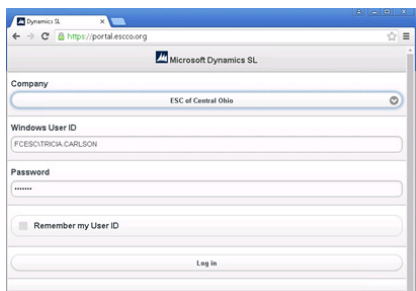 Dynamics SL
https://portal.escco.org
Microsoft Dynamics SL
Company
ESC of Central Ohio
Windows User ID
FCESC\TRICIA.CARLSON
Password
•••••••
Remember my User ID
Log in